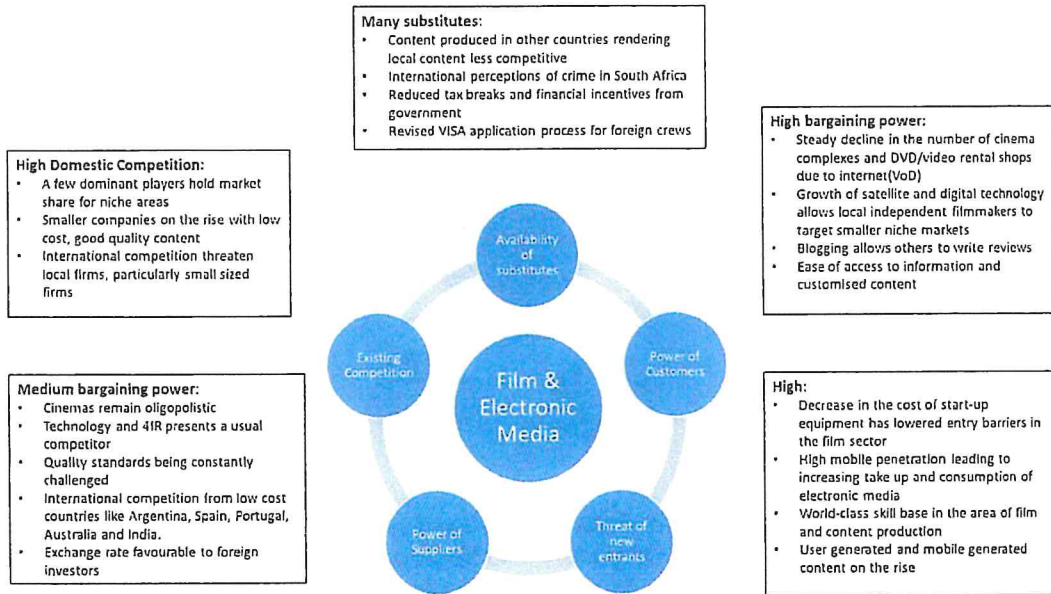 Many substitutes:
• Content produced in other countries rendering
local content less competitive
• International perceptions of crime in South Africa
• Reduced tax breaks and financial incentives from
government
• Revised VISA application process for foreign crews
High Domestic Competition:
• A few dominant players hold market
share for niche areas
• Smaller companies on the rise with low
cost, good quality content
• International competition threaten
local firms, particularly small sized
firms
High bargaining power:
• Steady decline in the number of cinema
complexes and DVD/video rental shops
due to internet(VoD)
• Growth of satellite and digital technology
allows local independent filmmakers to
target smaller niche markets
• Blogging allows others to write reviews
• Ease of access to information and
customised content
Availability
of
substitutes
Existing
Competition
Power of
Customers
Film &
Electronic
Media
Power of
Suppliers
Threat of
new
entrants
Medium bargaining power:
• Cinemas remain oligopolistic
• Technology and 4IR presents a usual
competitor
• Quality standards being constantly
challenged
• International competition from low cost
countries like Argentina, Spain, Portugal,
Australia and India.
• Exchange rate favourable to foreign
investors
High:
• Decrease in the cost of start-up
equipment has lowered entry barriers in
the film sector
• High mobile penetration leading to
increasing take up and consumption of
electronic media
• World-class skill base in the area of film
and content production
• User generated and mobile generated
content on the rise